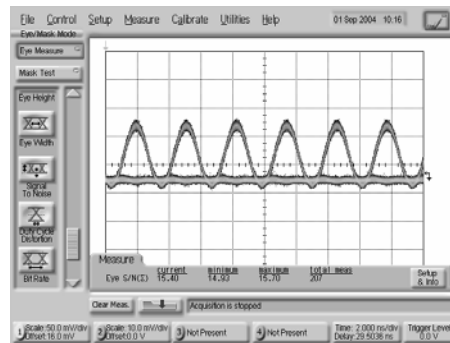 File Control Setup Measure Calibrate Utilities Help 01 Sep 2004 10:16
Eye/Mask Mode
Eye Measure
Mask Test
Eye Height
Eye Width
Signal
To Noise
Duty Cycle
Distortion
Bit Rate
Measure
current minimum maximum total meas
Eye S/N(Σ) 15.40 14.93 15.70 207
Setup
& Info
Clear Meas. Acquisition is stopped
1 Scale:50.0 mV/div
Offset:16.0 mV
2 Scale: 10.0 mV/div
Offset:0.0 V
3 Not Present
4 Not Present
Time: 2.000 ns/div
Delay:29.5036 ns
Trigger Level
0.0 V